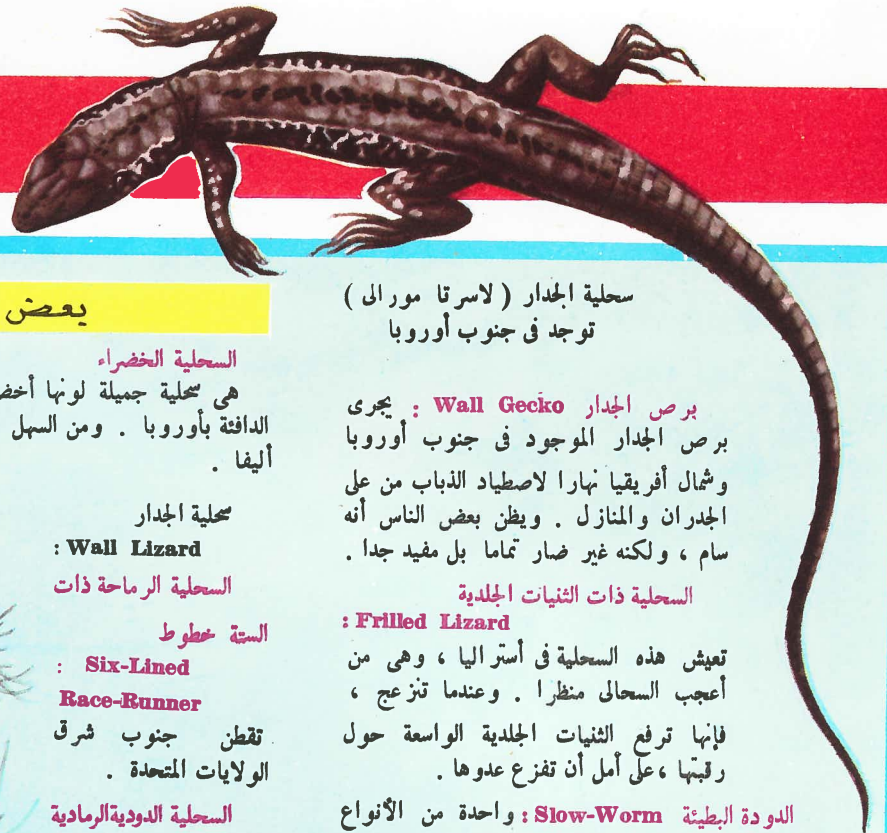 سحلية الجدار ( لاسرتا مورالى )
توجد فى جنوب أوروبا
بعض
السحلية الخضراء
هى سحلية جميلة لونها أخض
الدافئة بأوروبا . ومن السهل
أليفا .
سحلية الجدار
Wall Lizard :
السحلية الرماحة ذات
الستة خطوط
Six-Lined :
Race-Runner
تقطن جنوب شرق
الولايات المتحدة .
السحلية الدودية الرمادية
برص الجدار Wall Gecko : يجرى
برص الجدار الموجود فى جنوب أوروبا
وشمال أفريقيا نهارا لاصطياد الذباب من على
الجدران والمنازل . ويظن بعض الناس أنه
سام ، ولكنه غير ضار تماما بل مفيد جدا .
السحلية ذات الثنيات الجلدية
Frilled Lizard :
تعيش هذه السحلية فى أستراليا ، وهى من
أعجب السحالى منظرا . وعندما تنزعج ،
فإنها ترفع الثنيات الجلدية الواسعة حول
رقبتها ، على أمل أن تفزع عدوها .
الدودة البطيئة Slow-Worm : واحدة من الأنواع